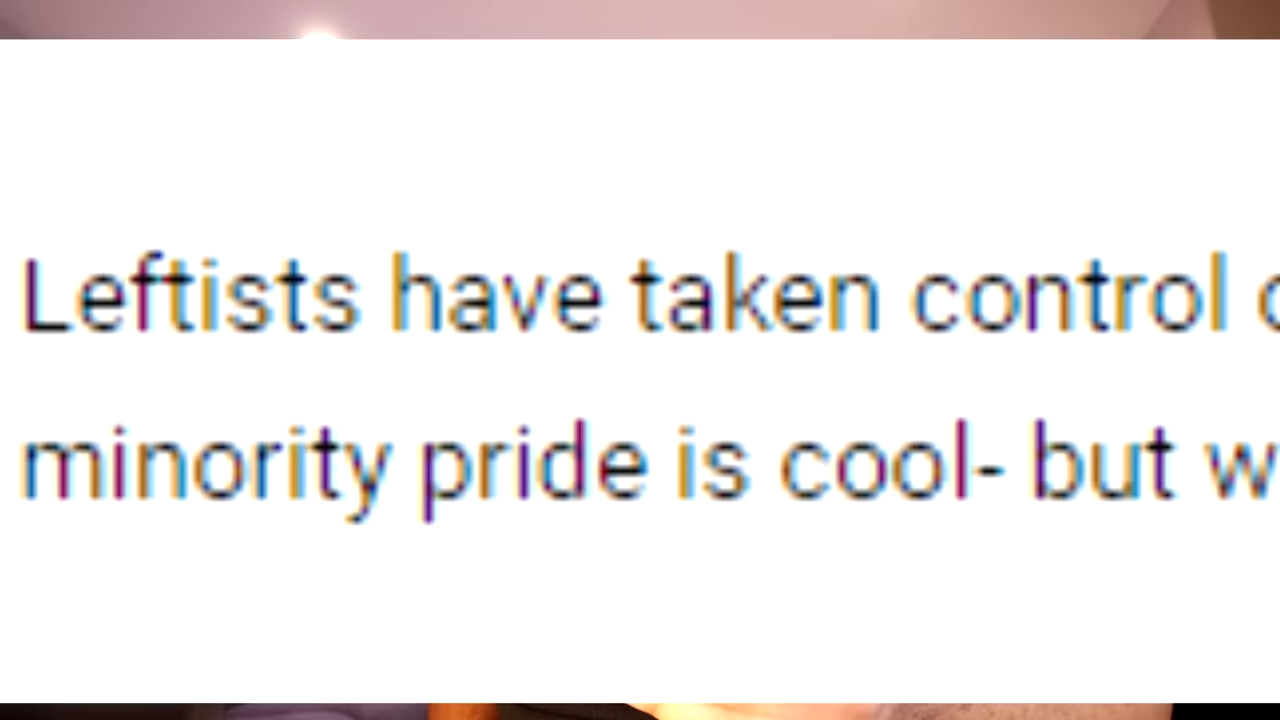 Leftists have taken control
minority pride is cool- but